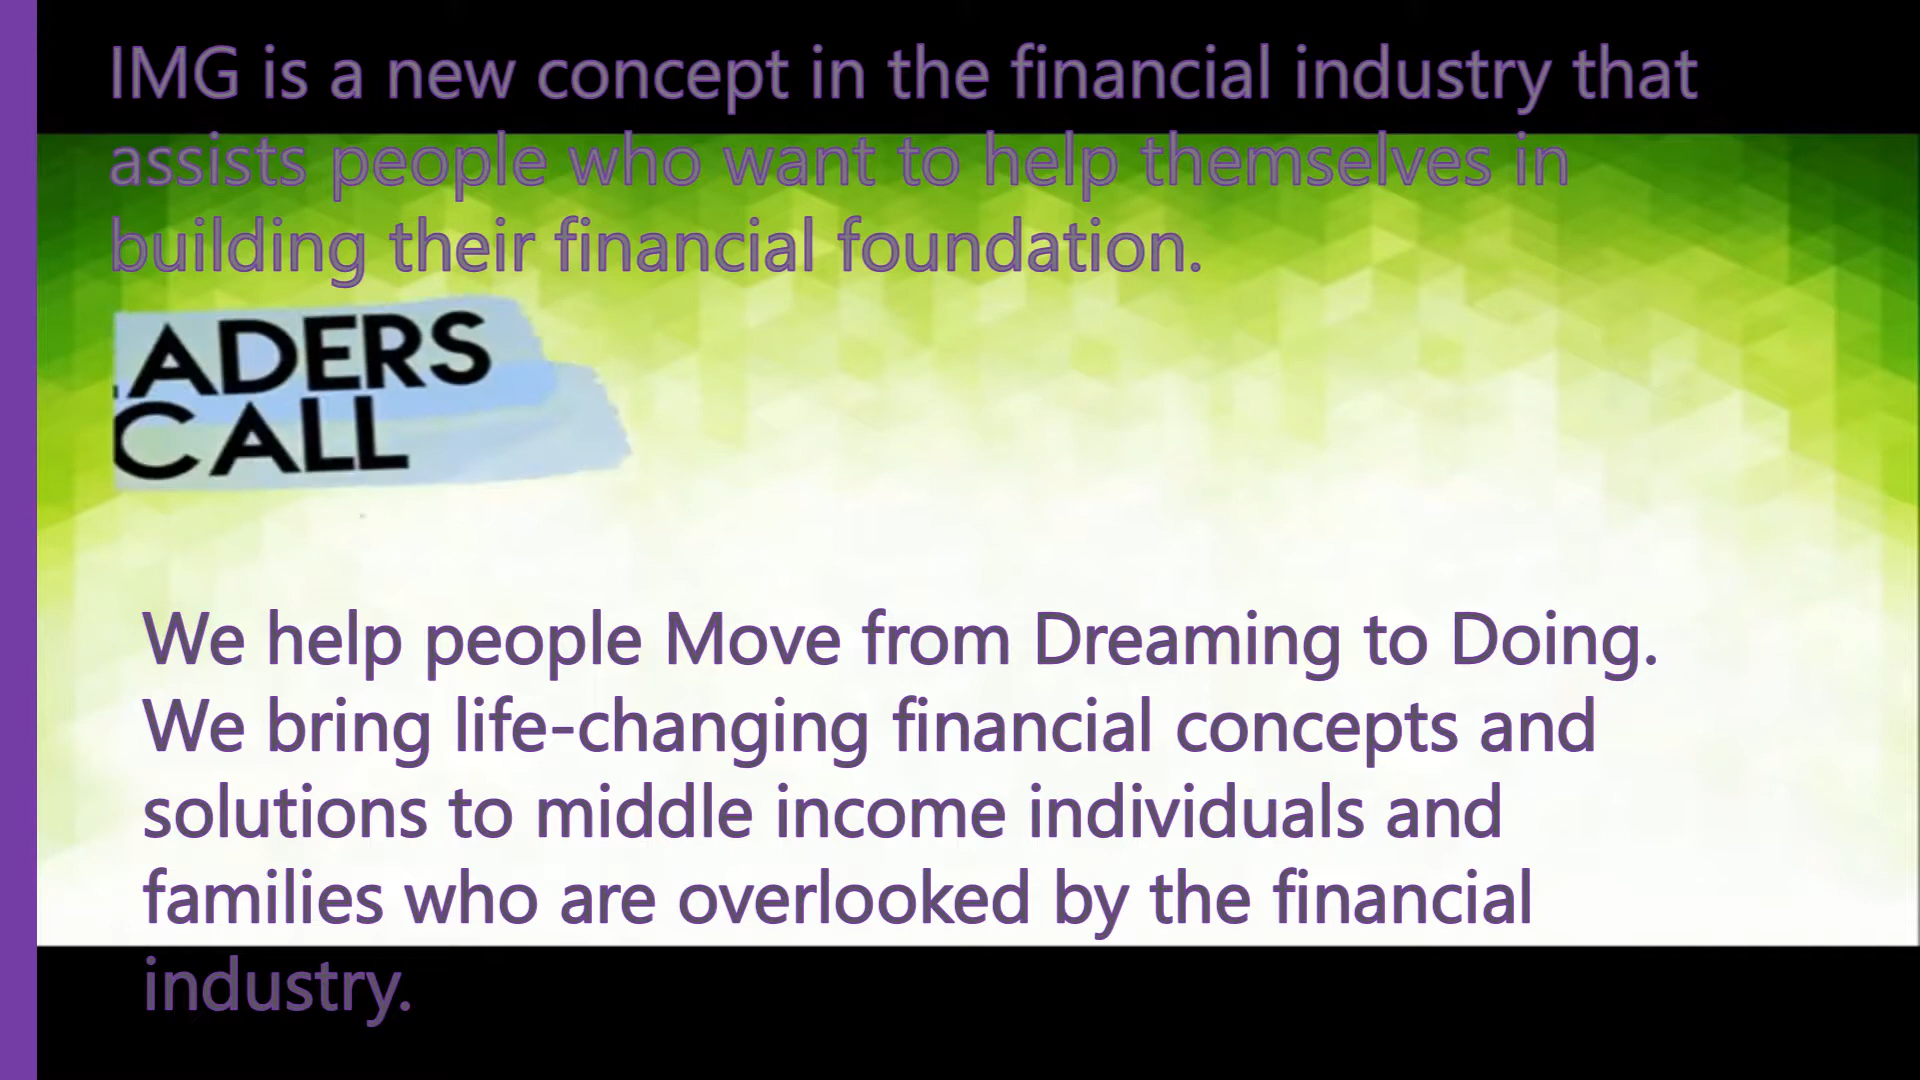 IMG is a new concept in the financial industry that
assists people who want to help themselves in
building their financial foundation.
ADERS
CALL
We help people Move from Dreaming to Doing.
We bring life-changing financial concepts and
solutions to middle income individuals and
families who are overlooked by the financial
industry.